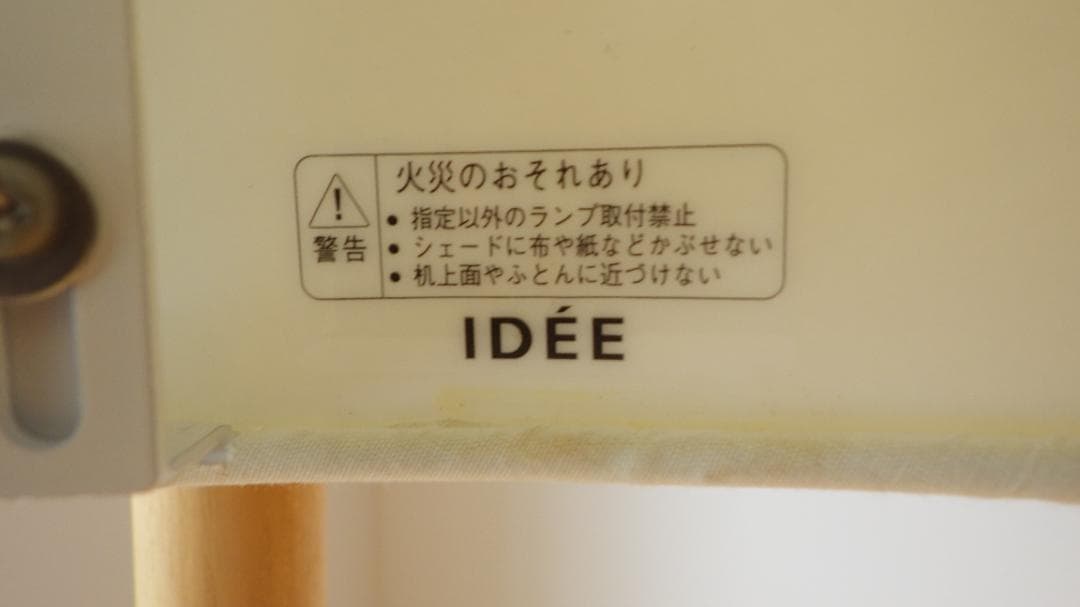 火災のおそれあり
警告
• 指定以外のランプ取付禁止
• シェードに布や紙などかぶせない
• 机上面やふとんに近づけない
IDÉE